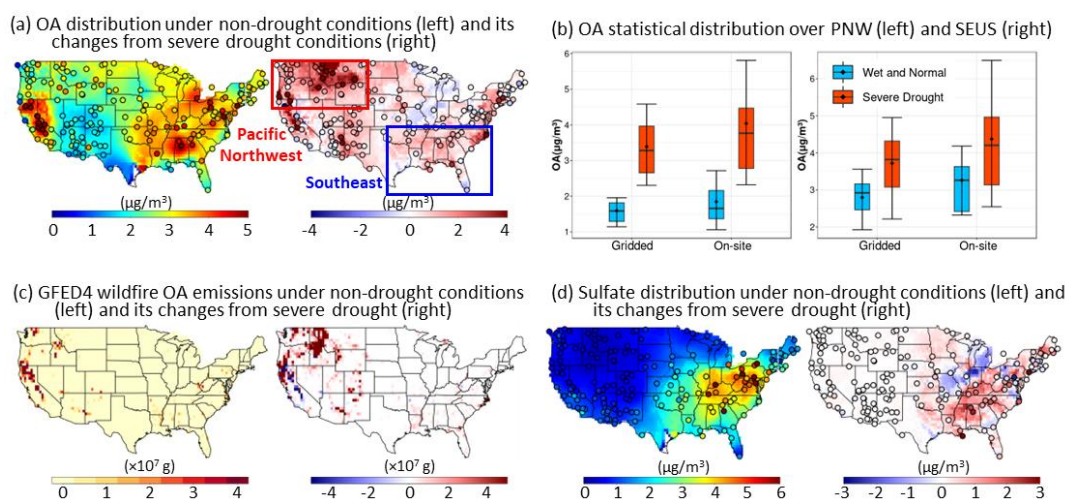 (a) OA distribution under non-drought conditions (left) and its
changes from severe drought conditions (right)
Pacific
Northwest
Southeast
(μg/m³)
0 1 2 3 4 5
(μg/m³)
-4 -2 0 2 4
(b) OA statistical distribution over PNW (left) and SEUS (right)
OA(μg/m³)
6
5
4
3
2
1
Gridded On-site
OA(μg/m³)
6
5
4
3
2
Gridded On-site
Wet and Normal
Severe Drought
(c) GFED4 wildfire OA emissions under non-drought conditions
(left) and its changes from severe drought (right)
(×10⁷ g)
0 1 2 3 4
(×10⁷ g)
-4 -2 0 2 4
(d) Sulfate distribution under non-drought conditions (left) and
its changes from severe drought (right)
(μg/m³)
0 1 2 3 4 5 6
(μg/m³)
-3 -2 -1 0 1 2 3